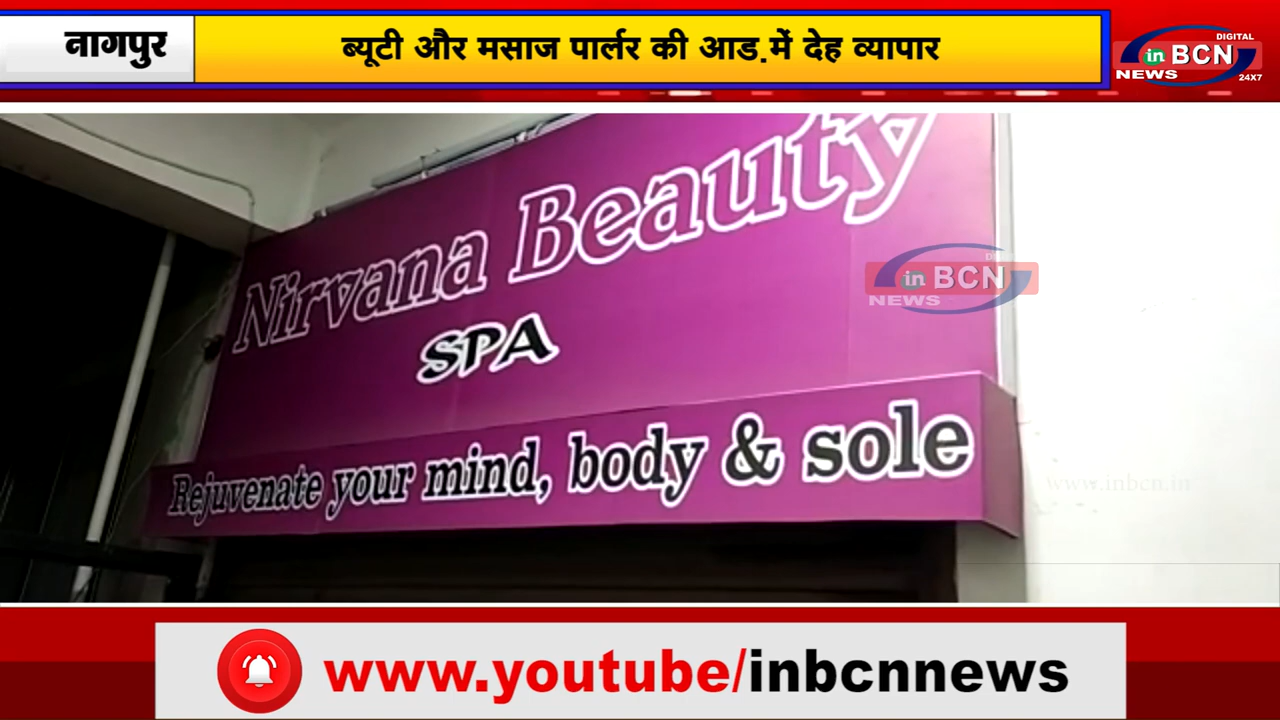 नागपुर
ब्यूटी और मसाज पार्लर की आड.में देह व्यापार
DIGITAL
in BCN
NEWS 24X7
Nirvana Beauty
SPA
Rejuvenate your mind, body & sole
in BCN
NEWS
www.inbcn.in
www.youtube/inbcnnews